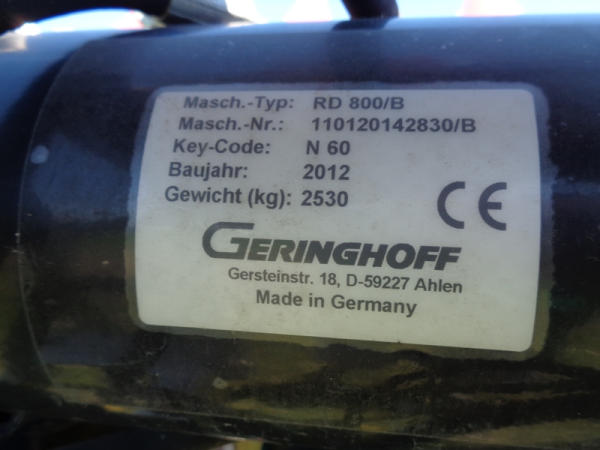 Masch.-Typ: RD 800/B
Masch.-Nr.: 110120142830/B
Key-Code: N 60
Baujahr: 2012
Gewicht (kg): 2530
CE
GERINGHOFF
Gersteinstr. 18, D-59227 Ahlen
Made in Germany